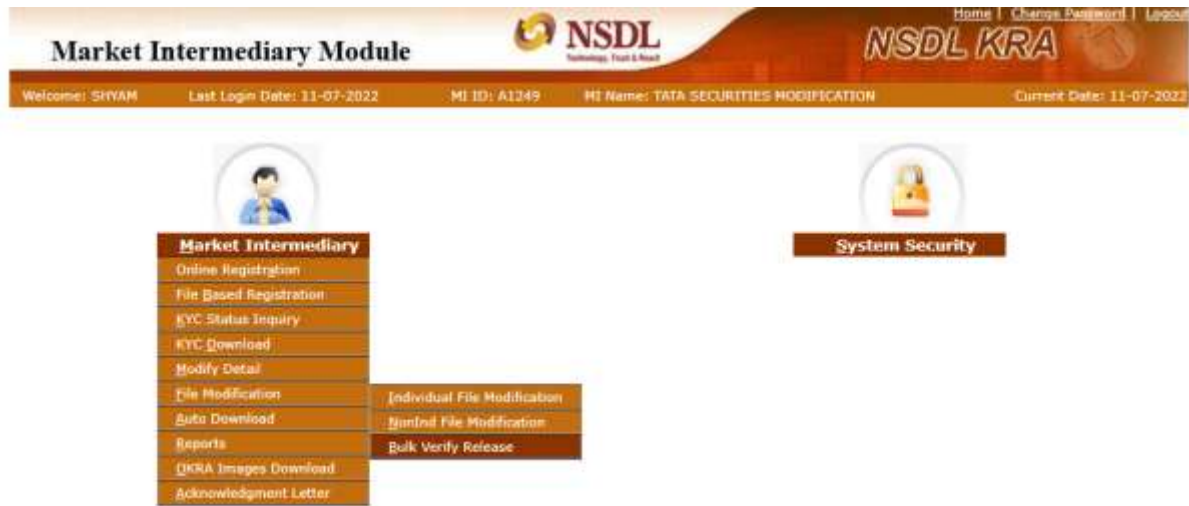 Home | Change Password | Logout
Market Intermediary Module
NSDL
Technology, Trust & Reach
NSDL KRA
Welcome: SHYAM Last Login Date: 11-07-2022 MI ID: A1249 MI Name: TATA SECURITIES MODIFICATION Current Date: 11-07-2022
Market Intermediary
System Security
Online Registration
File Based Registration
KYC Status Inquiry
KYC Download
Modify Detail
File Modification
Individual File Modification
Auto Download
NonInd File Modification
Reports
Bulk Verify Release
OKRA Images Download
Acknowledgment Letter